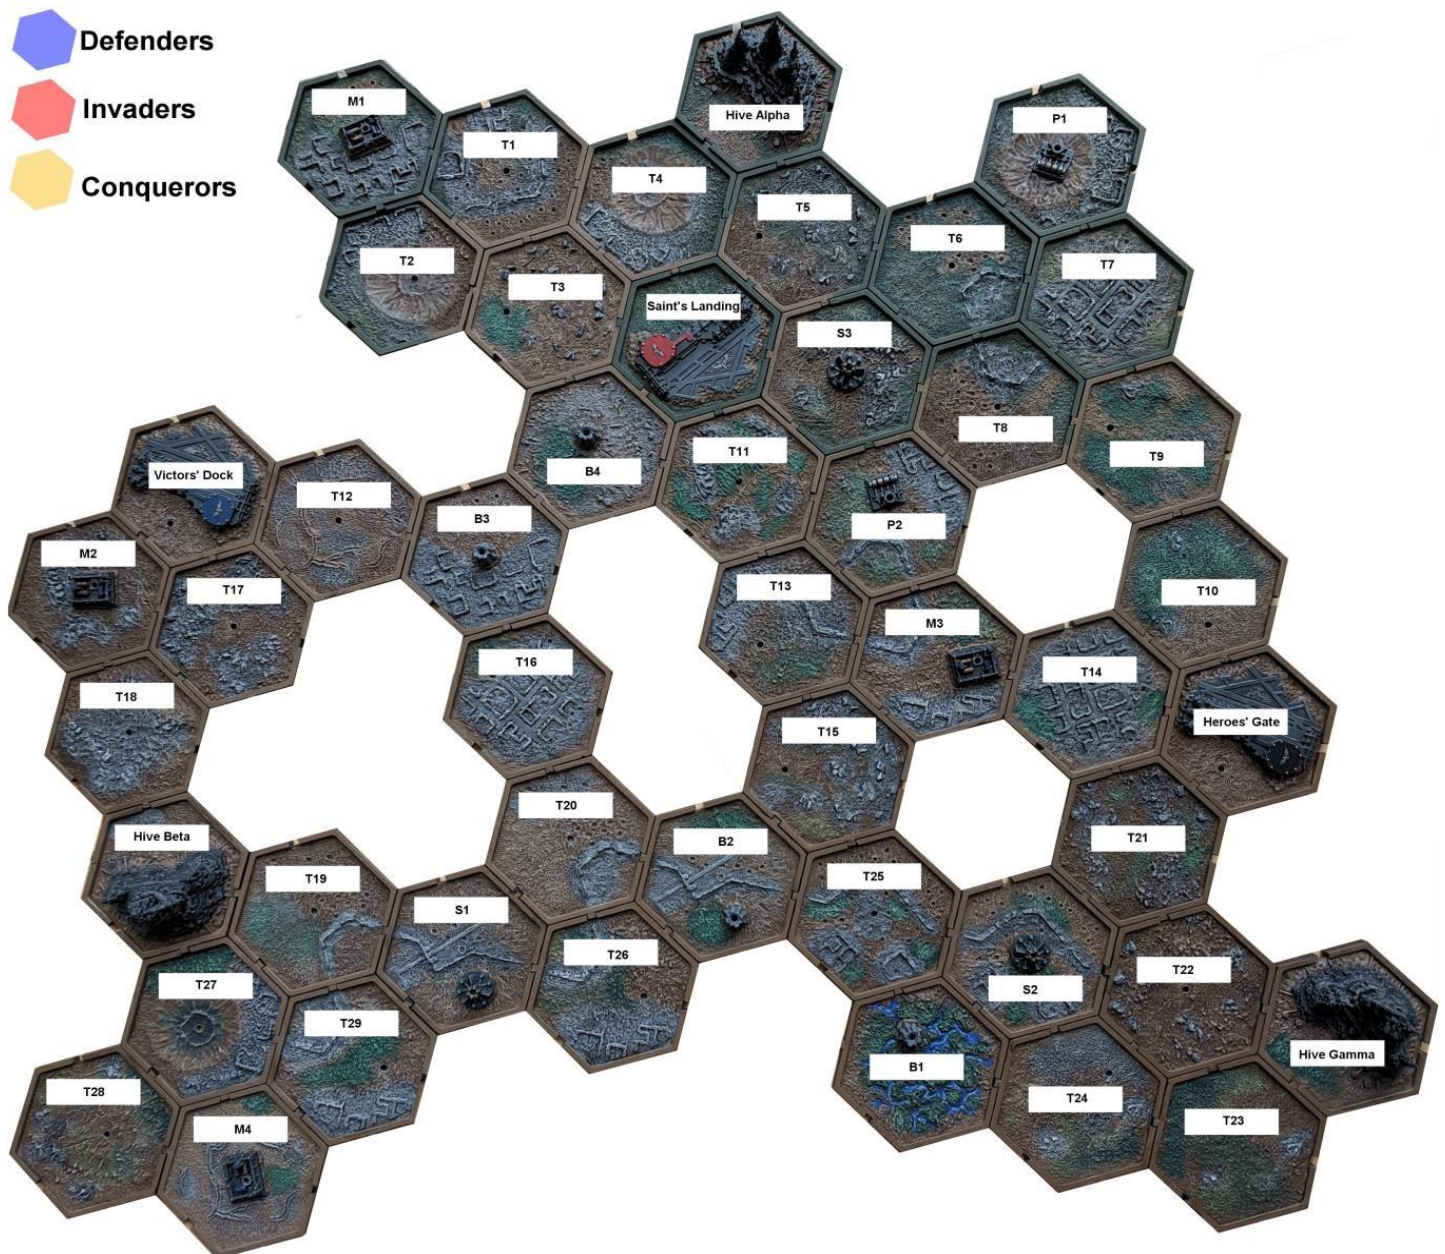 Defenders
Invaders
Conquerors
Hive Alpha
M1
P1
T1
T4
T5
T6
T2
T7
T3
Saint's Landing
S3
T8
T11
T9
B4
Victors' Dock
T12
B3
P2
M2
T17
T13
T10
M3
T16
T14
T18
Heroes' Gate
T15
T20
Hive Beta
T21
B2
T25
T19
S1
T26
T22
T27
S2
T29
Hive Gamma
B1
T28
T24
T23
M4